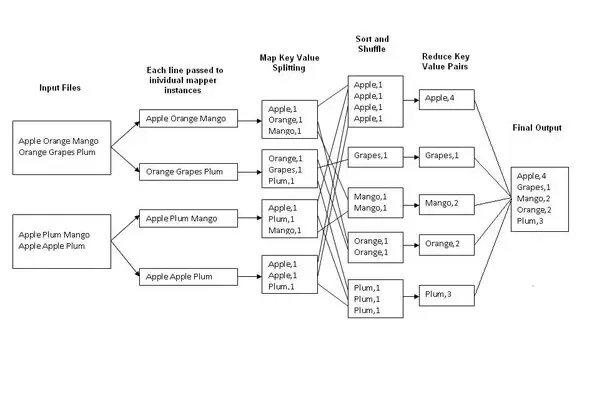 Input Files
Apple Orange Mango
Orange Grapes Plum
Apple Plum Mango
Apple Apple Plum
Each line passed to
inividual mapper
instances
Apple Orange Mango
Orange Grapes Plum
Apple Plum Mango
Apple Apple Plum
Map Key Value
Splitting
Apple,1
Orange,1
Mango,1
Orange,1
Grapes,1
Plum,1
Apple,1
Plum,1
Mango,1
Apple,1
Apple,1
Plum,1
Sort and
Shuffle
Apple,1
Apple,1
Apple,1
Apple,1
Grapes,1
Mango,1
Mango,1
Orange,1
Orange,1
Plum,1
Plum,1
Plum,1
Reduce Key
Value Pairs
Apple,4
Grapes,1
Mango,2
Orange,2
Plum,3
Final Output
Apple,4
Grapes,1
Mango,2
Orange,2
Plum,3